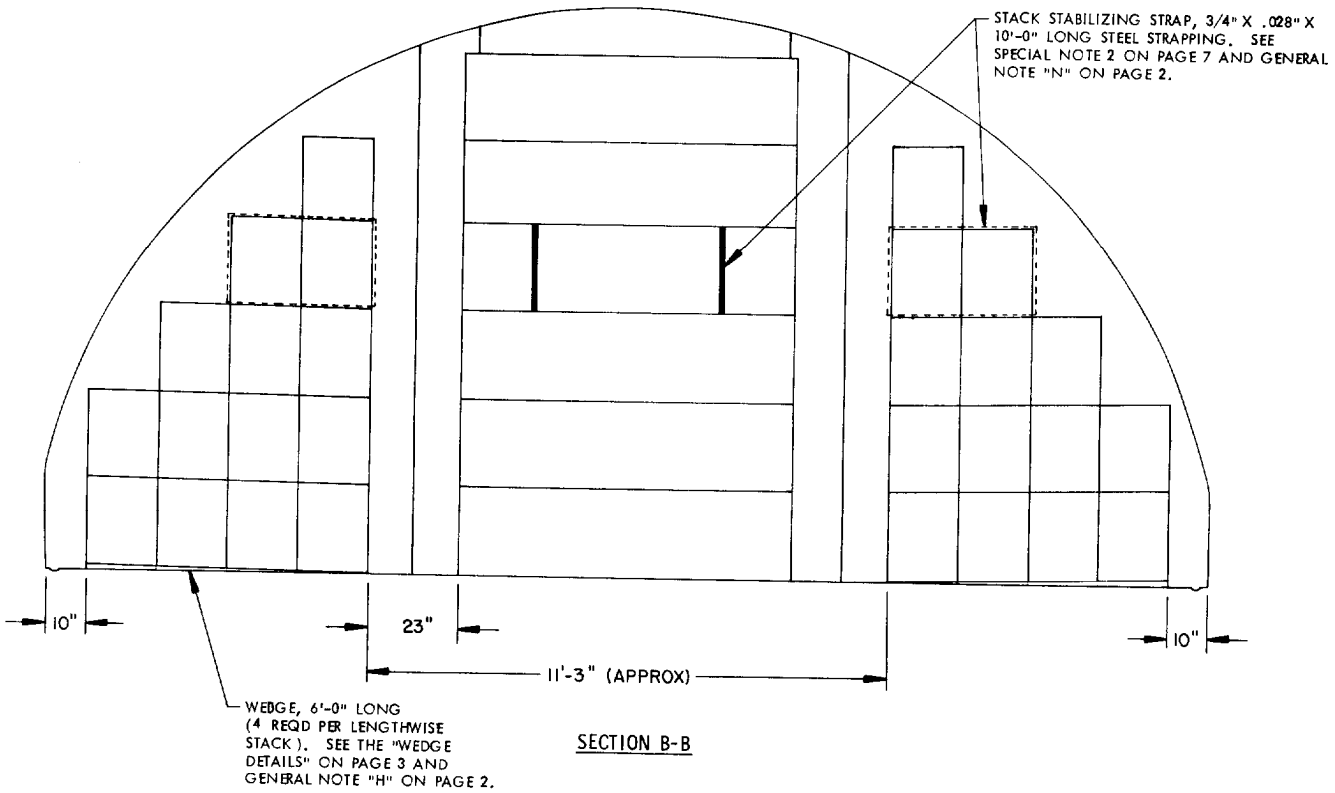 STACK STABILIZING STRAP, 3/4" X .028" X
10'-0" LONG STEEL STRAPPING. SEE
SPECIAL NOTE 2 ON PAGE 7 AND GENERAL
NOTE "N" ON PAGE 2.
10"
23"
10"
11'-3" (APPROX)
WEDGE, 6'-0" LONG
(4 REQD PER LENGTHWISE
STACK). SEE THE "WEDGE
DETAILS" ON PAGE 3 AND
GENERAL NOTE "H" ON PAGE 2.
SECTION B-B